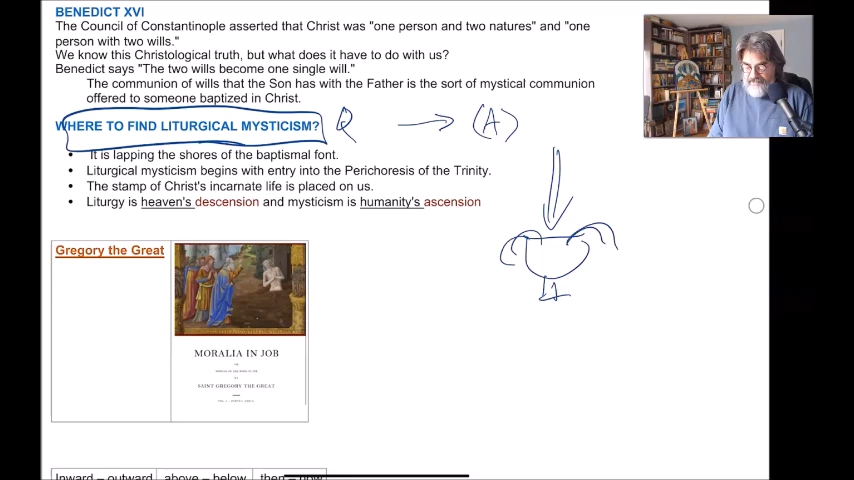 BENEDICT XVI
The Council of Constantinople asserted that Christ was "one person and two natures" and "one
person with two wills."
We know this Christological truth, but what does it have to do with us?
Benedict says "The two wills become one single will."
The communion of wills that the Son has with the Father is the sort of mystical communion
offered to someone baptized in Christ.
WHERE TO FIND LITURGICAL MYSTICISM? Q → (A)
• It is lapping the shores of the baptismal font.
• Liturgical mysticism begins with entry into the Perichoresis of the Trinity.
• The stamp of Christ's incarnate life is placed on us.
• Liturgy is heaven's descension and mysticism is humanity's ascension
Gregory the Great
MORALIA IN JOB
SAINT GREGORY THE GREAT
Inward – outward above – below then – now